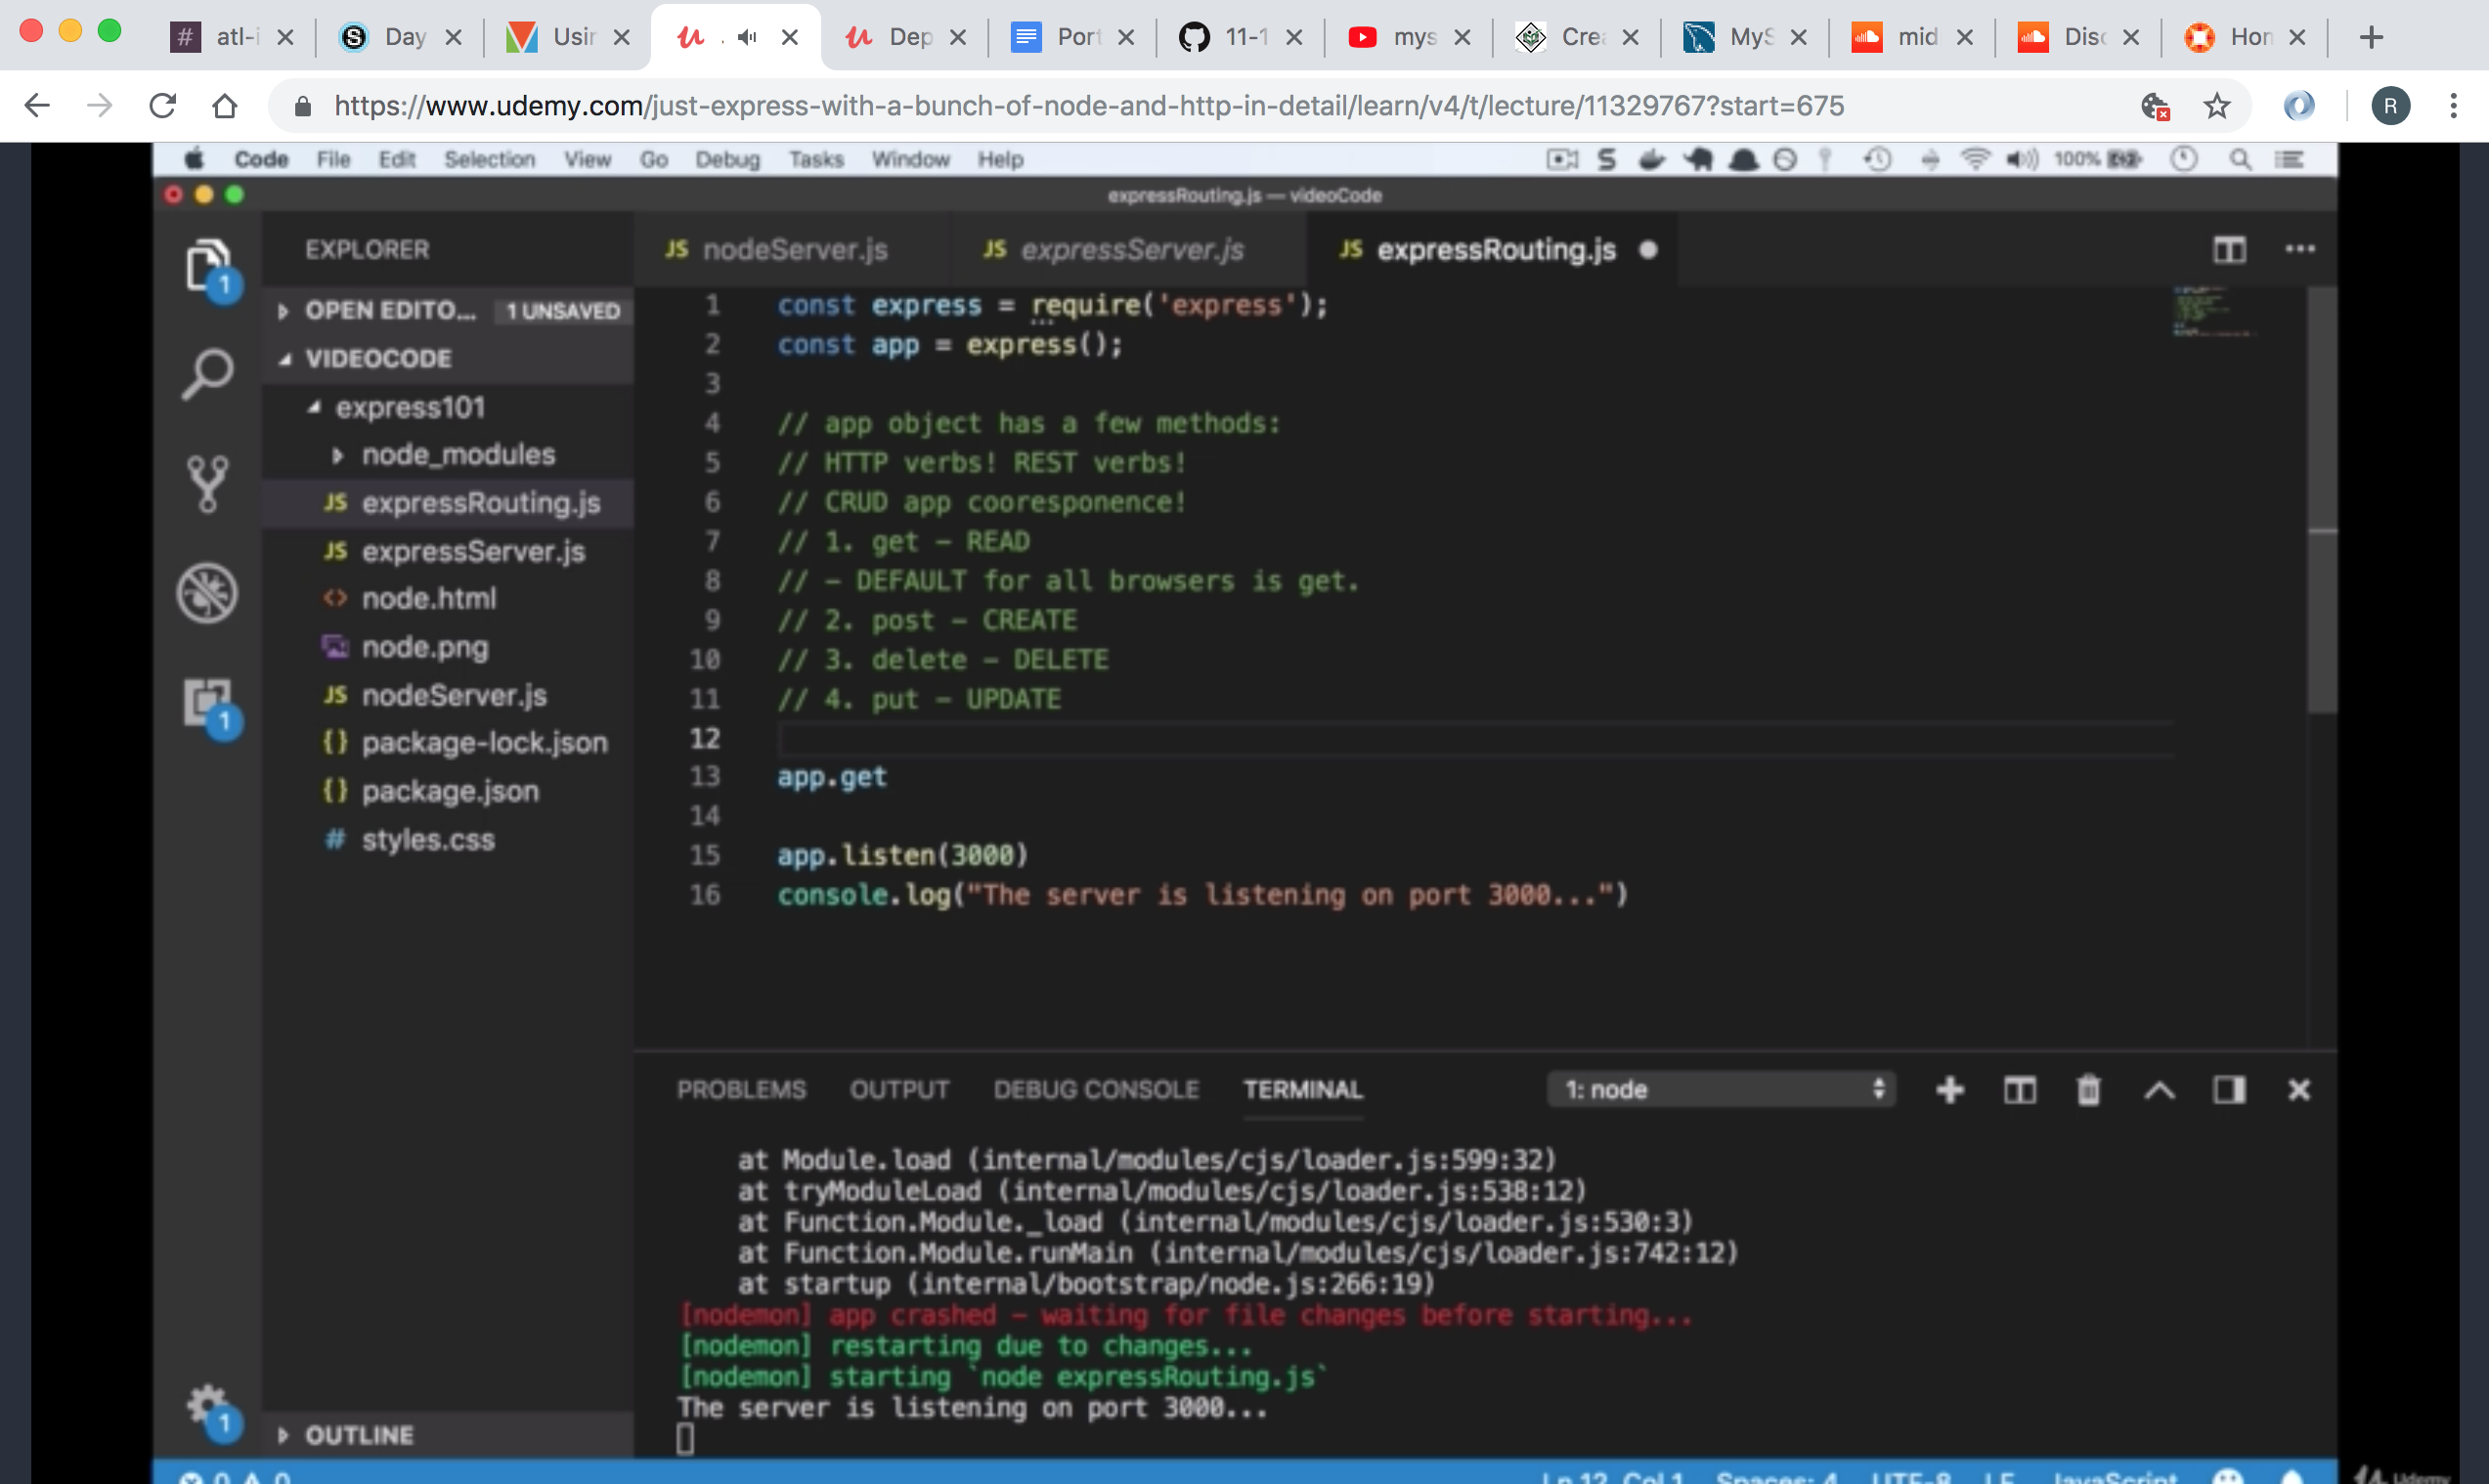 atl-i
Day
Usin
Dep
Port
11-1
mys
Crea
MyS
mid
Disc
Hon
https://www.udemy.com/just-express-with-a-bunch-of-node-and-http-in-detail/learn/v4/t/lecture/11329767?start=675
R
Code File Edit Selection View Go Debug Tasks Window Help
100%
expressRouting.js — videoCode
EXPLORER
JS nodeServer.js
JS expressServer.js
JS expressRouting.js
1
OPEN EDITO... 1 UNSAVED
VIDEOCODE
express101
node_modules
JS expressRouting.js
JS expressServer.js
<> node.html
node.png
JS nodeServer.js
{} package-lock.json
{} package.json
# styles.css
1
1
OUTLINE
1 const express = require('express');
2 const app = express();
3
4 // app object has a few methods:
5 // HTTP verbs! REST verbs!
6 // CRUD app cooresponence!
7 // 1. get – READ
8 // – DEFAULT for all browsers is get.
9 // 2. post – CREATE
10 // 3. delete – DELETE
11 // 4. put – UPDATE
12
13 app.get
14
15 app.listen(3000)
16 console.log("The server is listening on port 3000...")
PROBLEMS OUTPUT DEBUG CONSOLE TERMINAL 1: node
at Module.load (internal/modules/cjs/loader.js:599:32)
at tryModuleLoad (internal/modules/cjs/loader.js:538:12)
at Function.Module._load (internal/modules/cjs/loader.js:530:3)
at Function.Module.runMain (internal/modules/cjs/loader.js:742:12)
at startup (internal/bootstrap/node.js:266:19)
[nodemon] app crashed – waiting for file changes before starting...
[nodemon] restarting due to changes...
[nodemon] starting `node expressRouting.js`
The server is listening on port 3000...
0 0 Ln 12, Col 1 Spaces: 4 UTF-8 LF JavaScript
Udemy